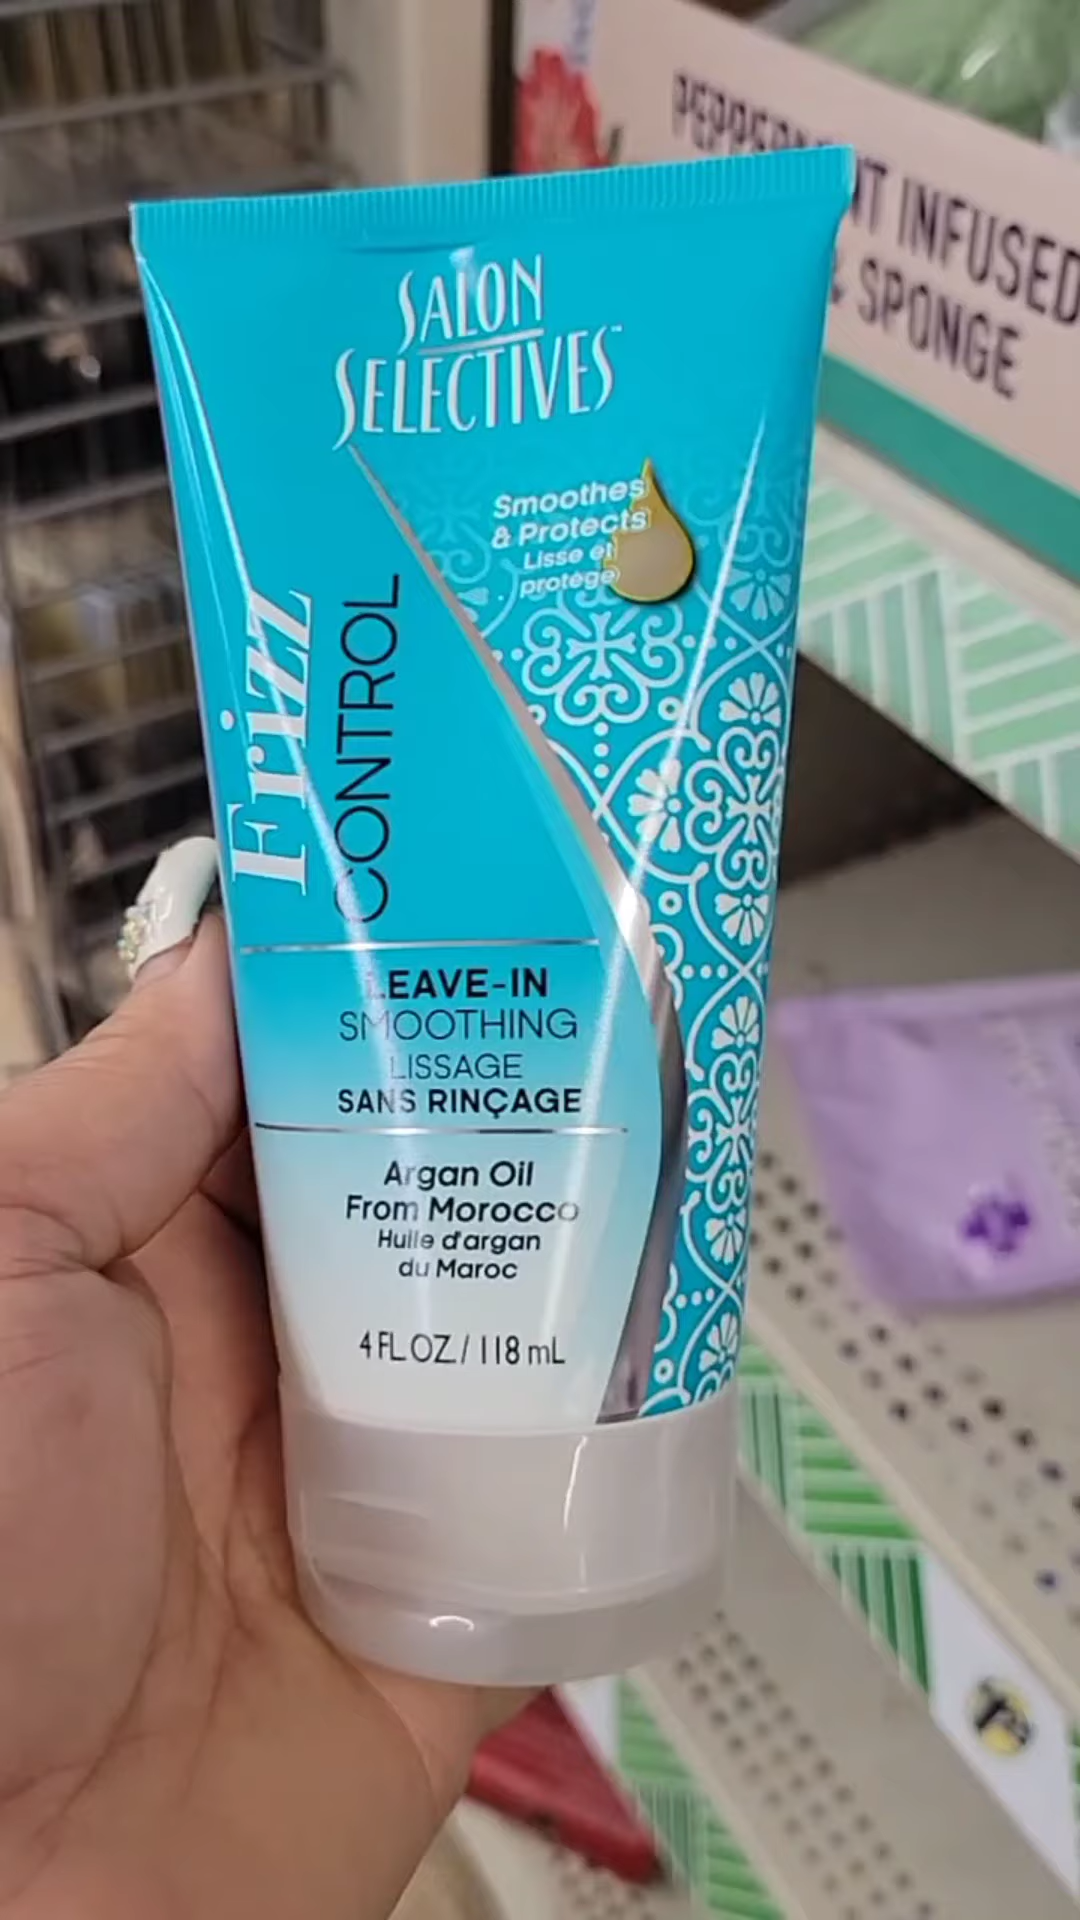 SALON
SELECTIVES™
Smoothes
& Protects
Lisse et
protège
Frizz
CONTROL
LEAVE-IN
SMOOTHING
LISSAGE
SANS RINÇAGE
Argan Oil
From Morocco
Huile d'argan
du Maroc
4 FL OZ / 118 mL
INFUSED
& SPONGE